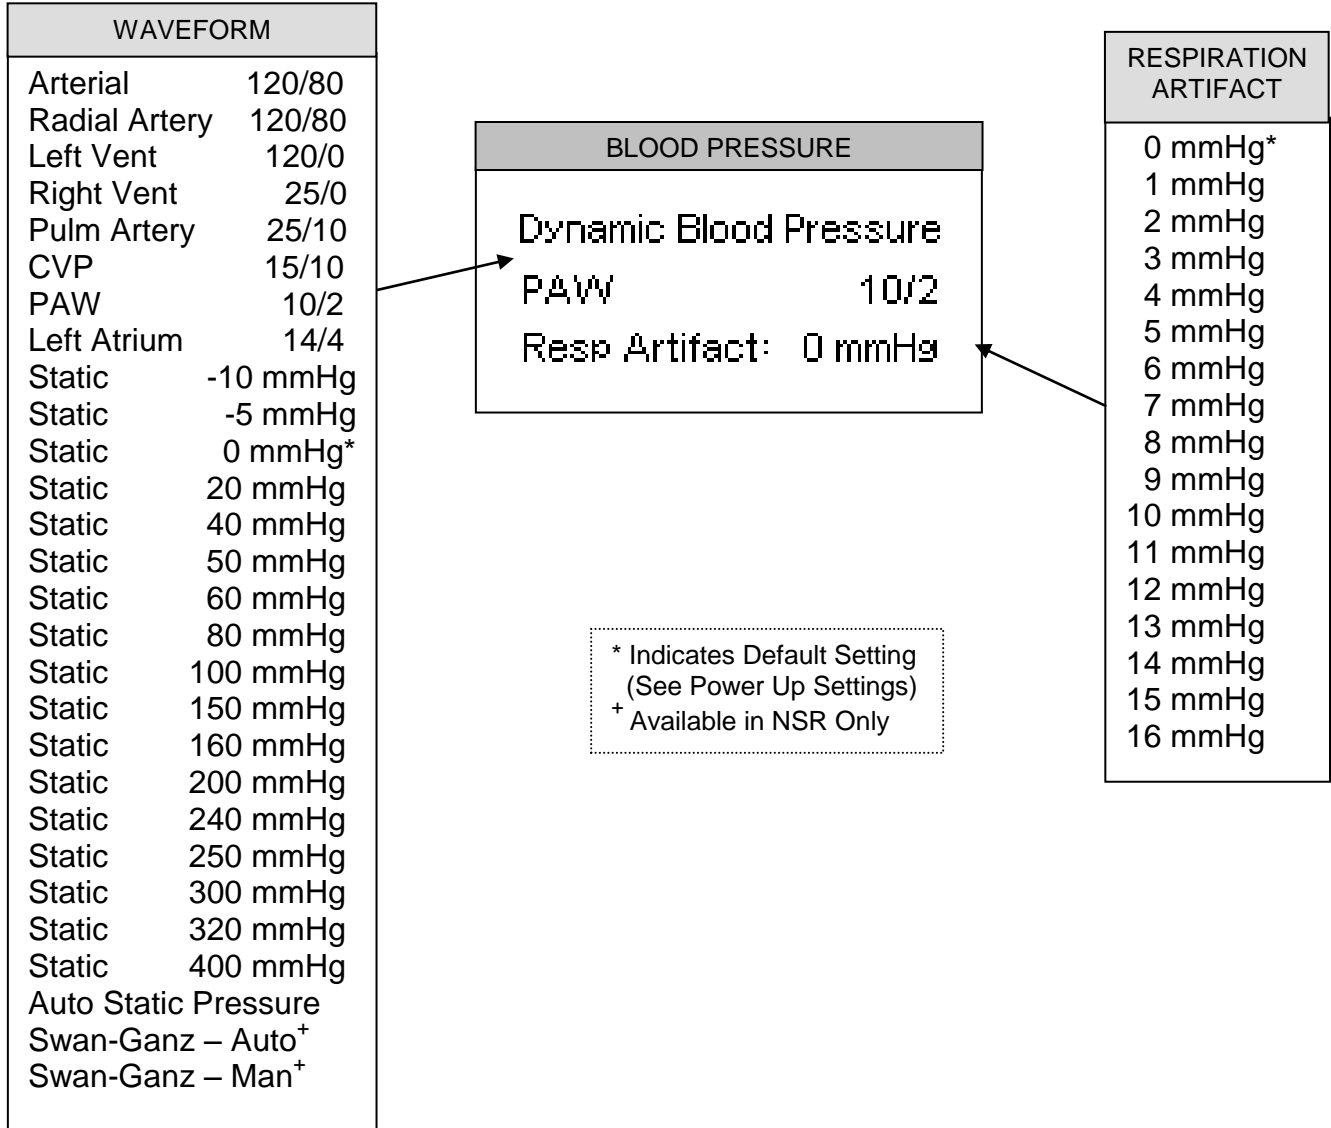 WAVEFORM
Arterial 120/80
Radial Artery 120/80
Left Vent 120/0
Right Vent 25/0
Pulm Artery 25/10
CVP 15/10
PAW 10/2
Left Atrium 14/4
Static -10 mmHg
Static -5 mmHg
Static 0 mmHg*
Static 20 mmHg
Static 40 mmHg
Static 50 mmHg
Static 60 mmHg
Static 80 mmHg
Static 100 mmHg
Static 150 mmHg
Static 160 mmHg
Static 200 mmHg
Static 240 mmHg
Static 250 mmHg
Static 300 mmHg
Static 320 mmHg
Static 400 mmHg
Auto Static Pressure
Swan-Ganz – Auto+
Swan-Ganz – Man+
BLOOD PRESSURE
Dynamic Blood Pressure
PAW 10/2
Resp Artifact: 0 mmHg
* Indicates Default Setting
(See Power Up Settings)
+ Available in NSR Only
RESPIRATION
ARTIFACT
0 mmHg*
1 mmHg
2 mmHg
3 mmHg
4 mmHg
5 mmHg
6 mmHg
7 mmHg
8 mmHg
9 mmHg
10 mmHg
11 mmHg
12 mmHg
13 mmHg
14 mmHg
15 mmHg
16 mmHg